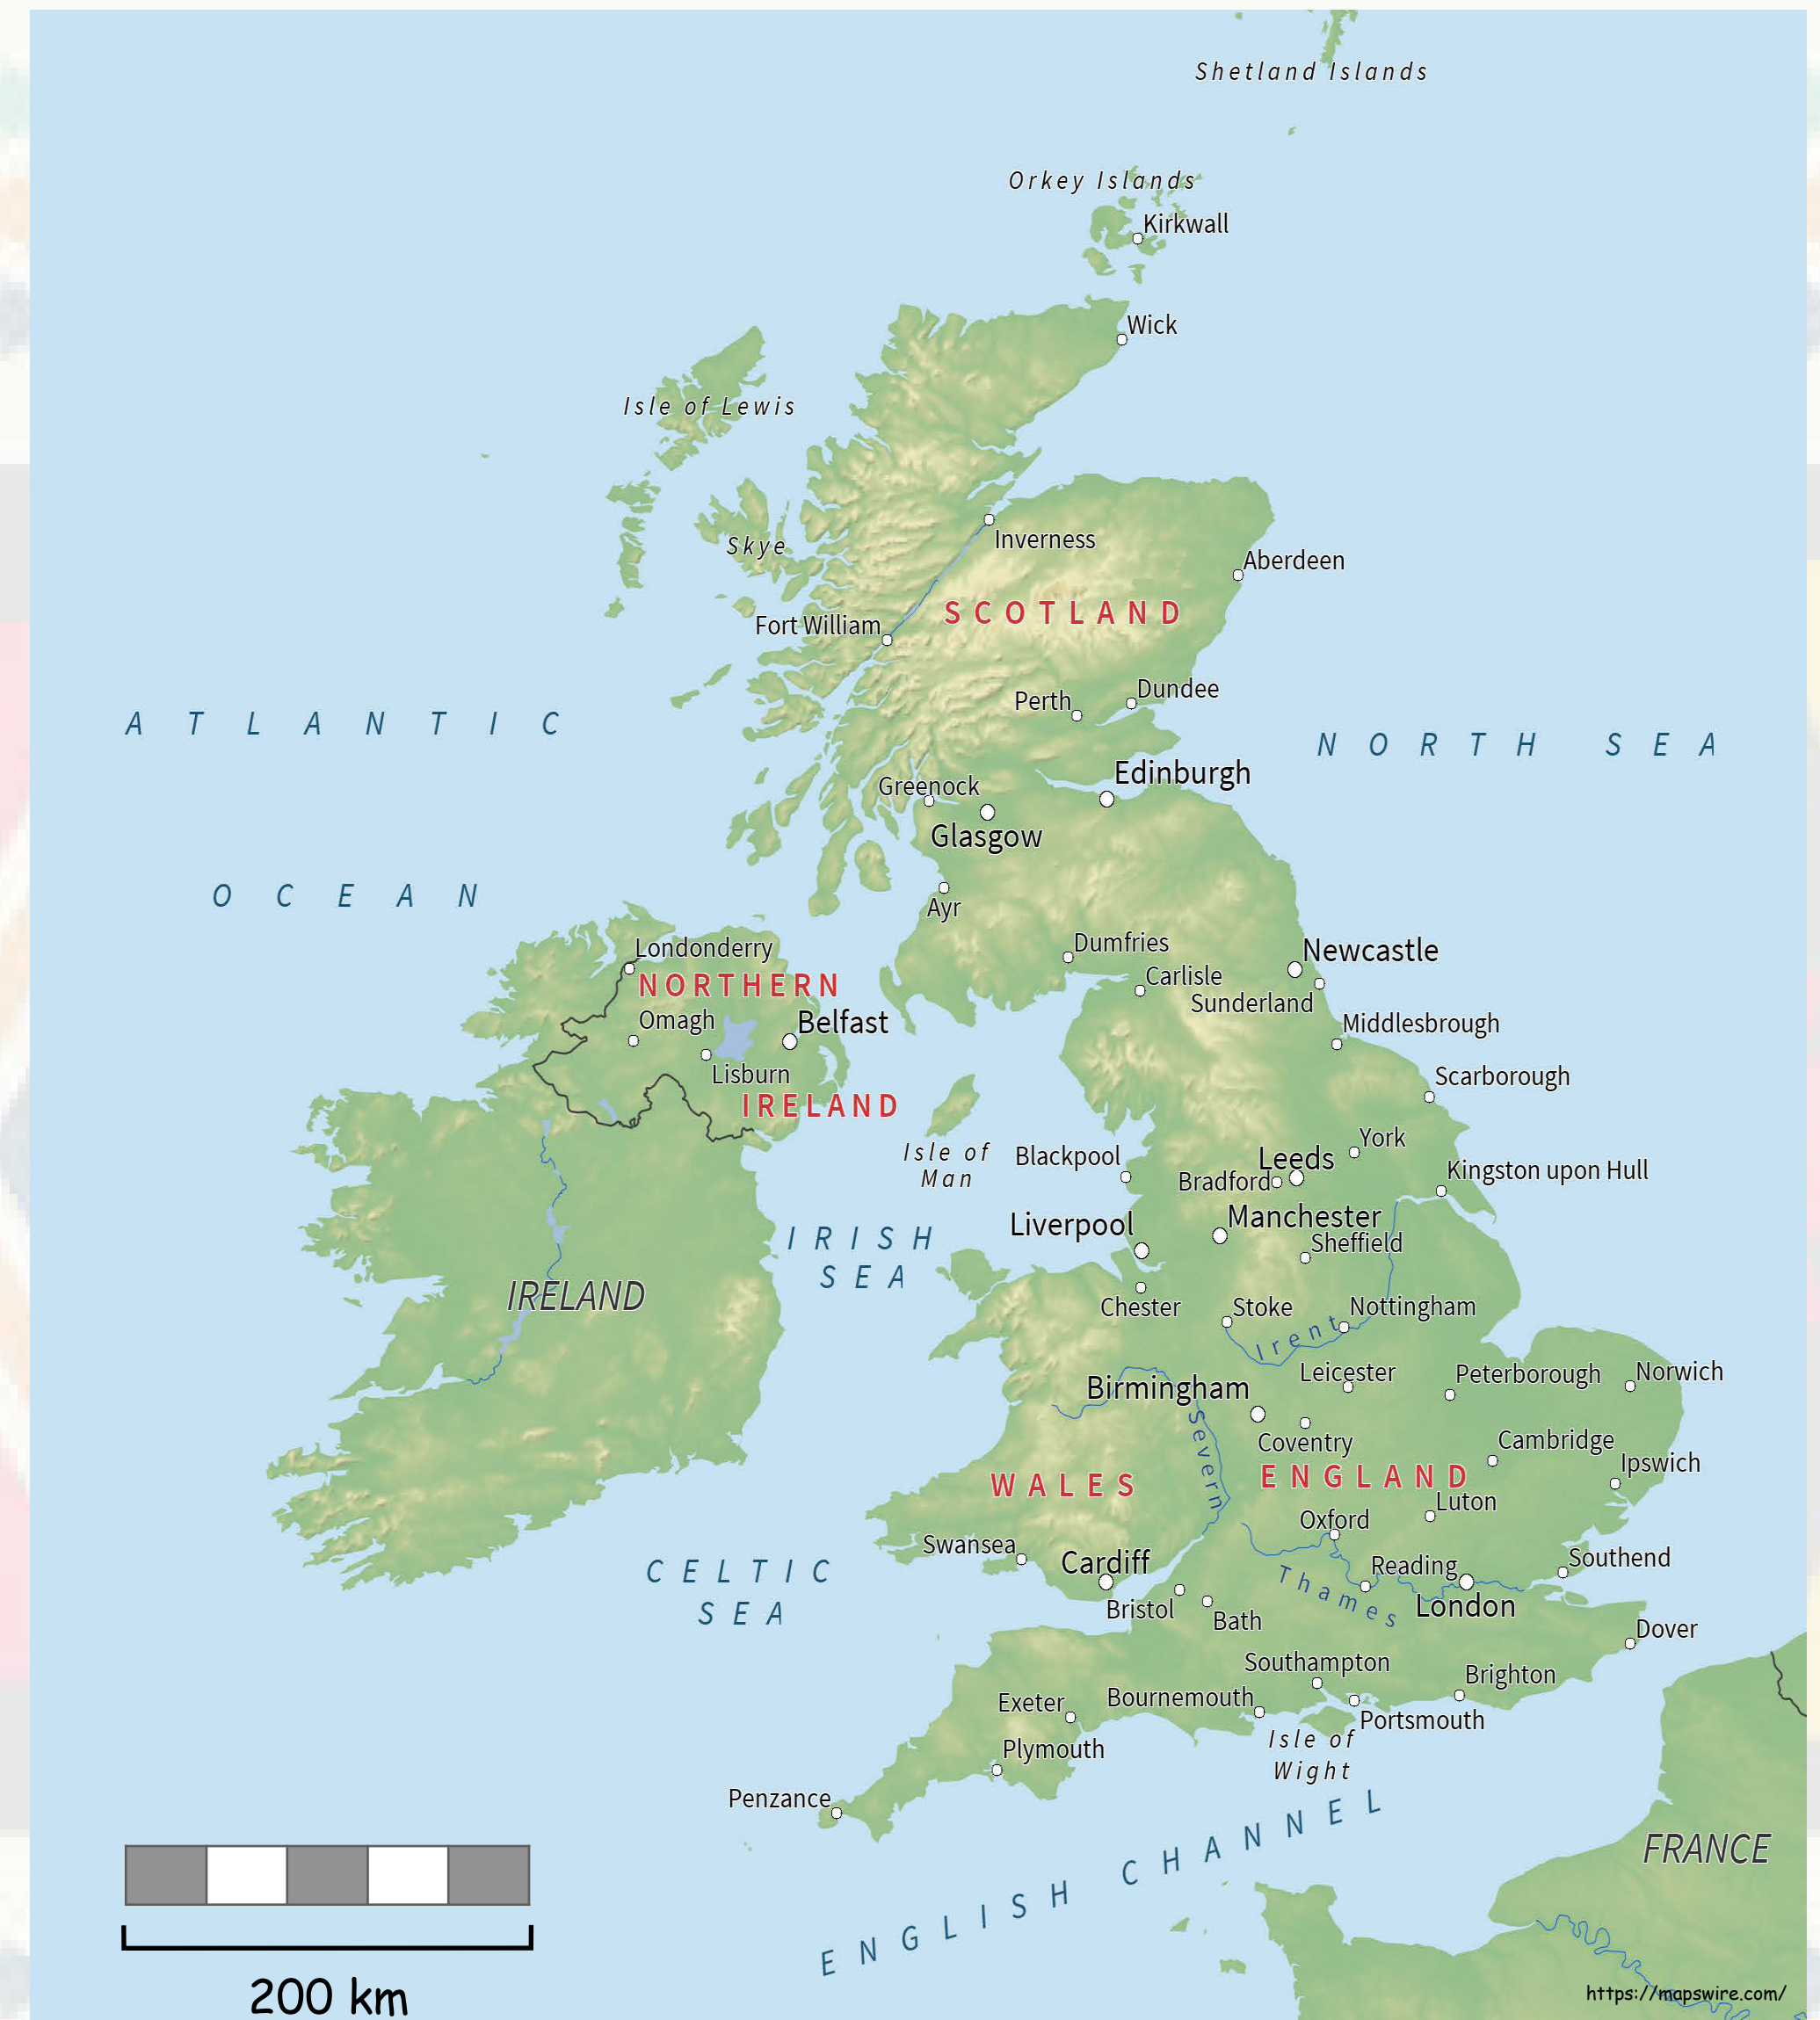 Shetland Islands
Orkey Islands
Kirkwall
Wick
Isle of Lewis
Inverness
Skye
Aberdeen
SCOTLAND
Fort William
Dundee
Perth
ATLANTIC
NORTH SEA
Edinburgh
Greenock
Glasgow
OCEAN
Ayr
Dumfries
Londonderry
Newcastle
Carlisle
NORTHERN
Sunderland
Omagh
Belfast
Middlesbrough
Lisburn
Scarborough
IRELAND
York
Isle of
Man
Blackpool
Leeds
Bradford
Kingston upon Hull
Manchester
Liverpool
IRISH
SEA
Sheffield
IRELAND
Chester
Stoke
Nottingham
Irent
Leicester
Peterborough
Norwich
Birmingham
Severn
Coventry
Cambridge
Ipswich
WALES
ENGLAND
Luton
Oxford
Swansea
Cardiff
Southend
Reading
CELTIC
SEA
Thames
London
Bristol
Bath
Dover
Southampton
Brighton
Exeter
Bournemouth
Portsmouth
Isle of
Wight
Plymouth
Penzance
ENGLISH CHANNEL
FRANCE
200 km
https://mapswire.com/